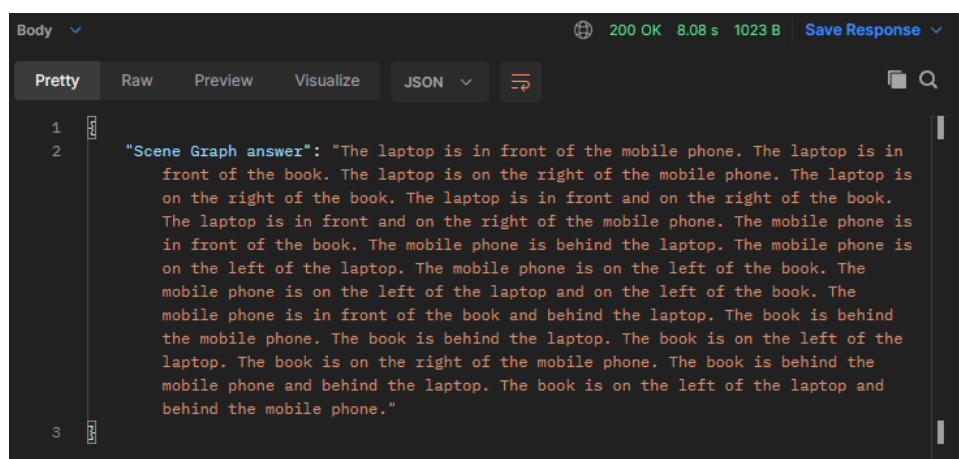 Body
200 OK 8.08 s 1023 B Save Response
Pretty Raw Preview Visualize JSON
1 {
2 "Scene Graph answer": "The laptop is in front of the mobile phone. The laptop is in
front of the book. The laptop is on the right of the mobile phone. The laptop is
on the right of the book. The laptop is in front and on the right of the book.
The laptop is in front and on the right of the mobile phone. The mobile phone is
in front of the book. The mobile phone is behind the laptop. The mobile phone is
on the left of the laptop. The mobile phone is on the left of the book. The
mobile phone is on the left of the laptop and on the left of the book. The
mobile phone is in front of the book and behind the laptop. The book is behind
the mobile phone. The book is behind the laptop. The book is on the left of the
laptop. The book is on the right of the mobile phone. The book is behind the
mobile phone and behind the laptop. The book is on the left of the laptop and
behind the mobile phone."
3 }